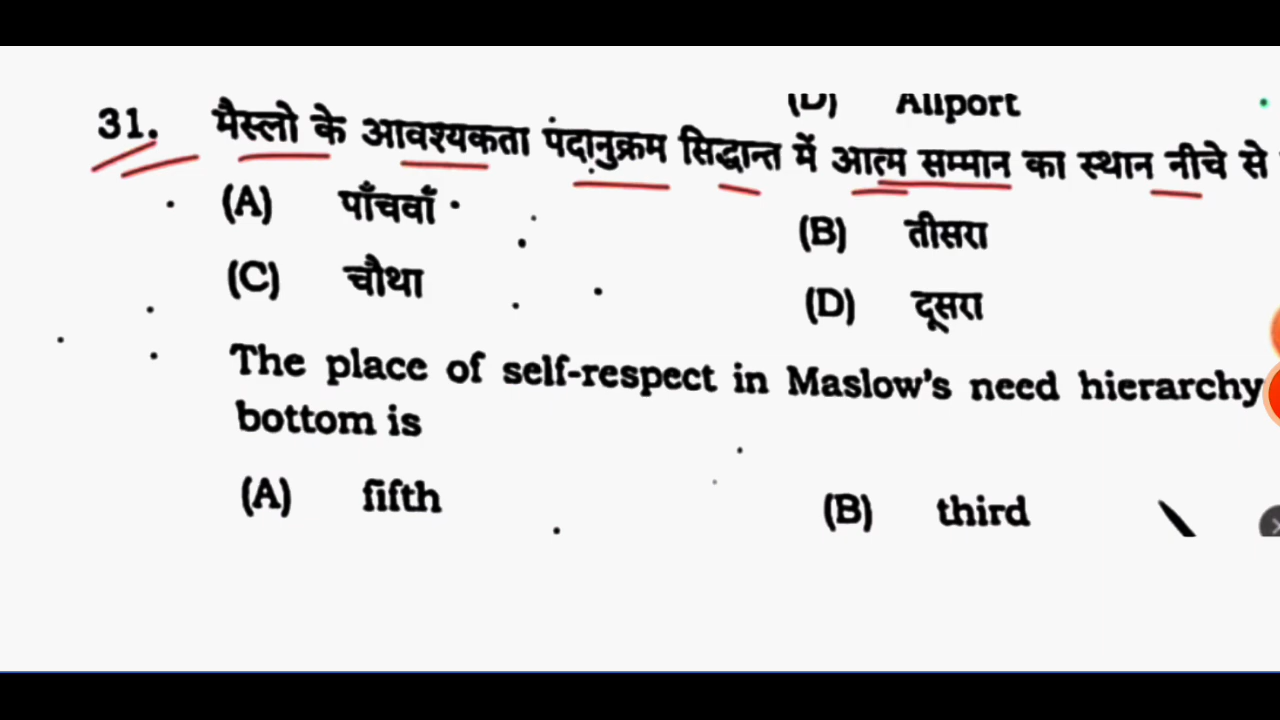 (D) Allport
31. मैस्लो के आवश्यकता पदानुक्रम सिद्धान्त में आत्म सम्मान का स्थान नीचे से
(A) पाँचवाँ (B) तीसरा
(C) चौथा (D) दूसरा
The place of self-respect in Maslow's need hierarchy
bottom is
(A) fifth (B) third